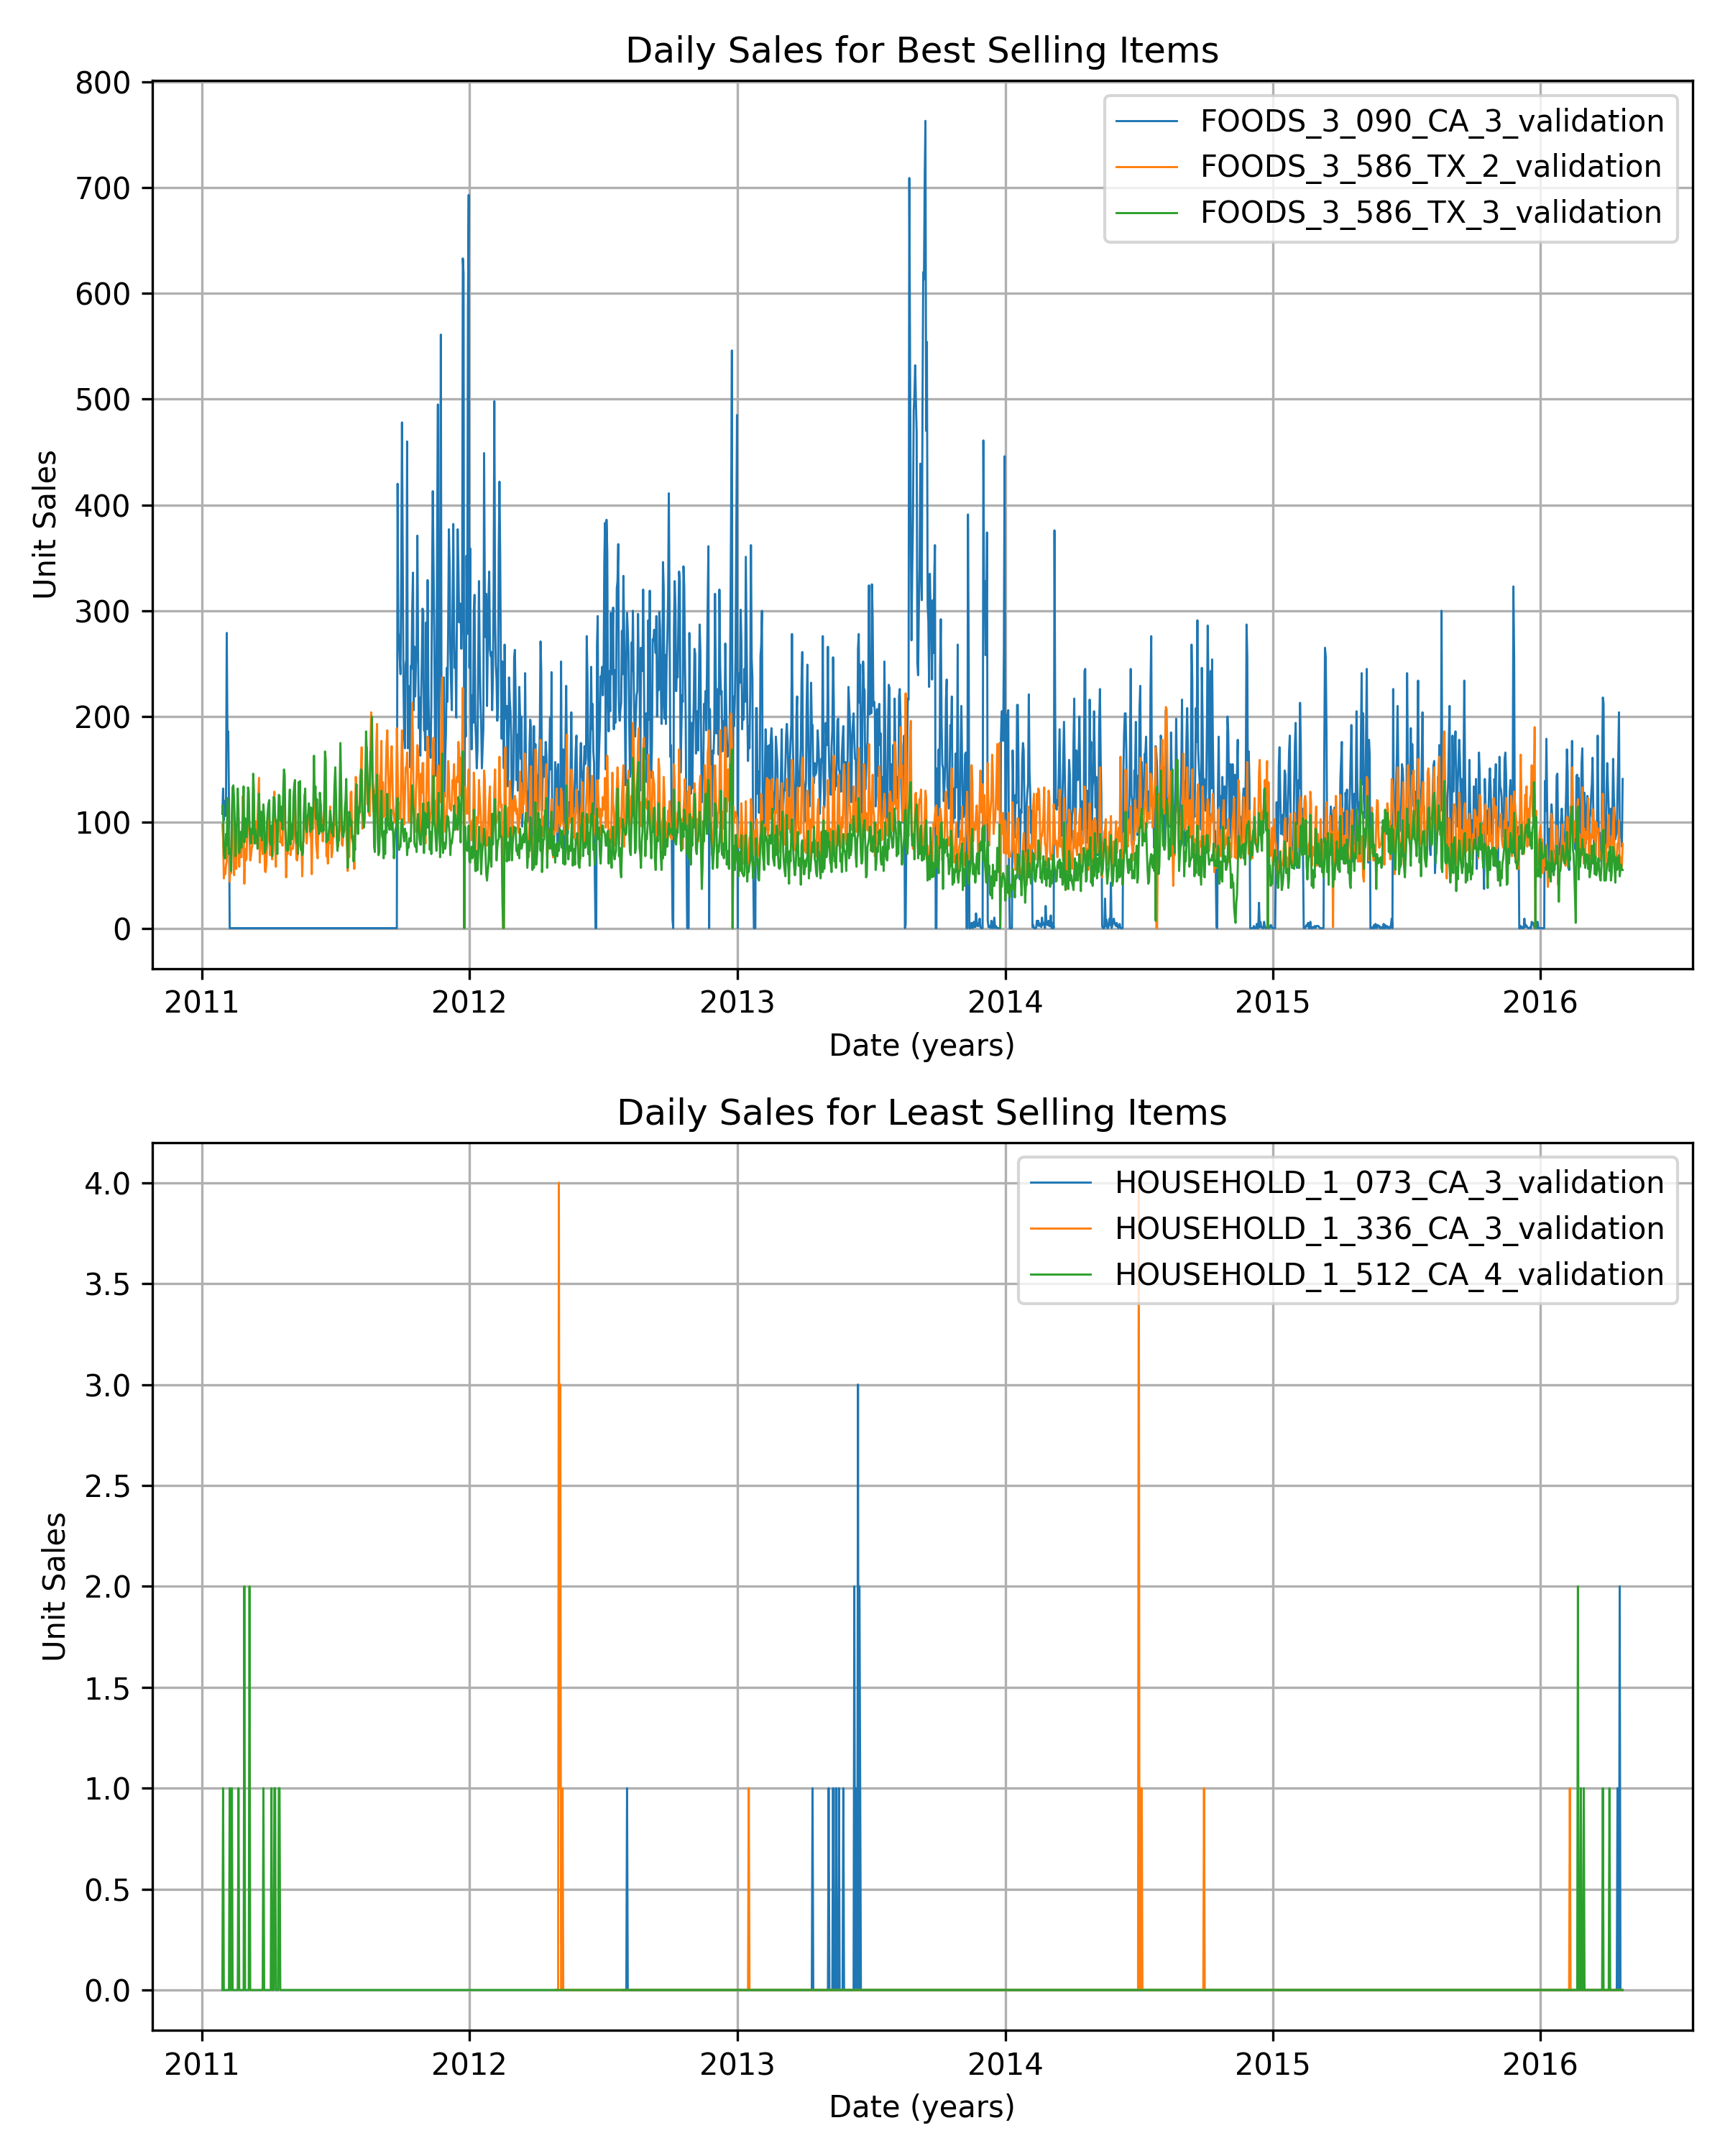 Daily Sales for Best Selling Items
800
700
600
500
400
300
200
100
0
Unit Sales
FOODS_3_090_CA_3_validation
FOODS_3_586_TX_2_validation
FOODS_3_586_TX_3_validation
2011 2012 2013 2014 2015 2016
Date (years)
Daily Sales for Least Selling Items
4.0
3.5
3.0
2.5
2.0
1.5
1.0
0.5
0.0
Unit Sales
HOUSEHOLD_1_073_CA_3_validation
HOUSEHOLD_1_336_CA_3_validation
HOUSEHOLD_1_512_CA_4_validation
2011 2012 2013 2014 2015 2016
Date (years)